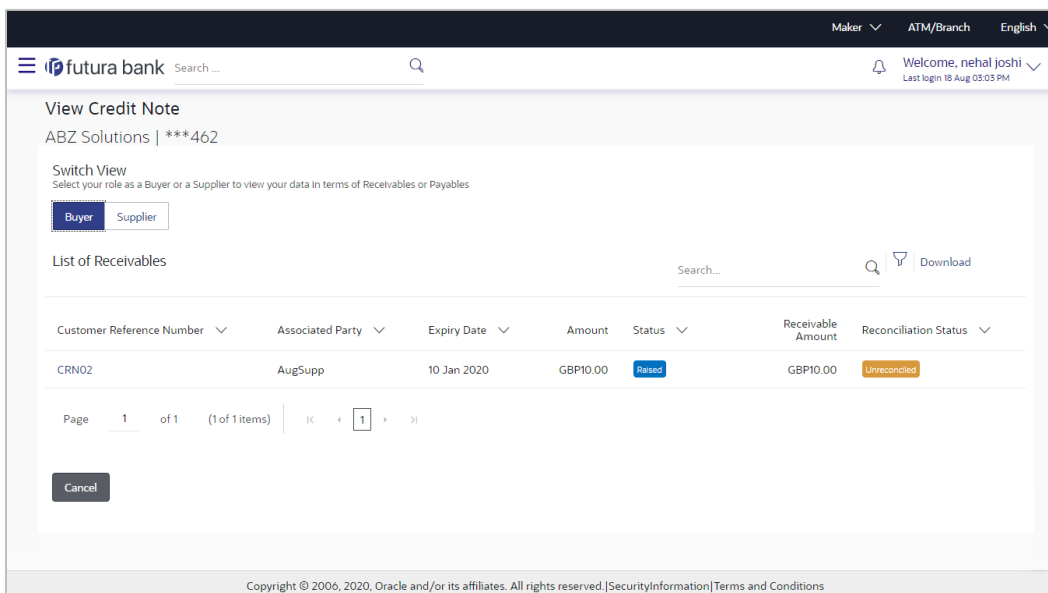 Maker ATM/Branch English
futura bank Search ... Welcome, nehal joshi
Last login 18 Aug 03:03 PM
View Credit Note
ABZ Solutions | ***462
Switch View
Select your role as a Buyer or a Supplier to view your data in terms of Receivables or Payables
Buyer Supplier
List of Receivables Search... Download
Customer Reference Number Associated Party Expiry Date Amount Status Receivable Amount Reconciliation Status
CRN02 AugSupp 10 Jan 2020 GBP10.00 Raised GBP10.00 Unreconciled
Page 1 of 1 (1 of 1 items) 1
Cancel
Copyright © 2006, 2020, Oracle and/or its affiliates. All rights reserved.|SecurityInformation|Terms and Conditions